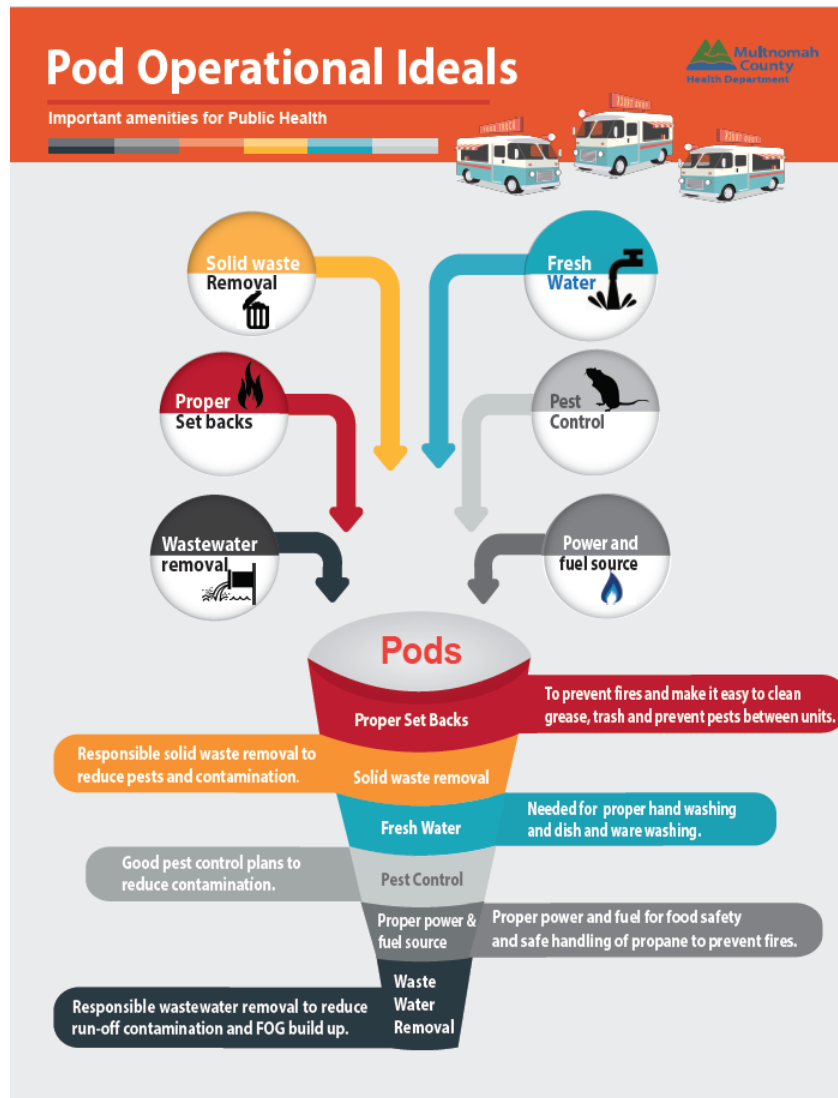 Pod Operational Ideals
Important amenities for Public Health
Multnomah
County
Health Department
FOOD TRUCK
Solid waste
Removal
Fresh
Water
Proper
Set backs
Pest
Control
Wastewater
removal
Power and
fuel source
Pods
Proper Set Backs
To prevent fires and make it easy to clean
grease, trash and prevent pests between units.
Responsible solid waste removal to
reduce pests and contamination.
Solid waste removal
Fresh Water
Needed for proper hand washing
and dish and ware washing.
Good pest control plans to
reduce contamination.
Pest Control
Proper power &
fuel source
Proper power and fuel for food safety
and safe handling of propane to prevent fires.
Responsible wastewater removal to reduce
run-off contamination and FOG build up.
Waste
Water
Removal